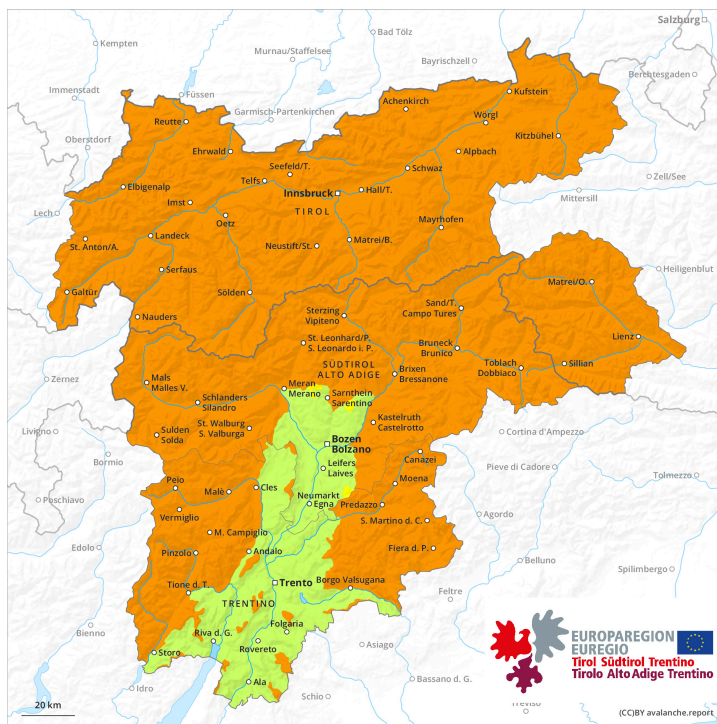 Salzburg
Kempten
Bad Tölz
Murnau/Staffelsee
Bayrischzell
Berchtesgaden
Immenstadt
Füssen
Garmisch-Partenkirchen
Achenkirch
Kufstein
Reutte
Wörgl
Oberstdorf
Kitzbühel
Ehrwald
Alpbach
Seefeld/T.
Schwaz
Zell/See
Telfs
Elbigenalp
Innsbruck
Hall/T.
Mittersill
Imst
TIROL
Lech
Oetz
Mayrhofen
Landeck
Neustift/St.
Matrei/B.
St. Anton/A.
Serfaus
Heiligenblut
Galtür
Sölden
Matrei/O.
Nauders
Sterzing
Vipiteno
Sand/T.
Campo Tures
Lienz
St. Leonhard/P.
S. Leonardo i. P.
Bruneck
Brunico
Toblach
Dobbiaco
Sillian
SÜDTIROL
ALTO ADIGE
Brixen
Bressanone
Zernez
Mals
Malles V.
Meran
Merano
Sarnthein
Sarentino
Schlanders
Silandro
Kastelruth
Castelrotto
Livigno
St. Walburg
S. Valburga
Sulden
Solda
Bozen
Bolzano
Cortina d'Ampezzo
Bormio
Canazei
Leifers
Laives
Pieve di Cadore
Tolmezzo
Poschiavo
Peio
Malè
Cles
Moena
Neumarkt
Egna
Predazzo
Vermiglio
Agordo
S. Martino d. C.
M. Campiglio
Edolo
Pinzolo
Andalo
Fiera d. P.
Belluno
Spilimbergo
Trento
Borgo Valsugana
Tione d. T.
Feltre
TRENTINO
Folgaria
Bienno
Riva d. G.
Rovereto
Asiago
Storo
Bassano d. G.
Ala
Idro
Schio
Treviso
EUROPAREGION
EUREGIO
Tirol Südtirol Trentino
Tirolo Alto Adige Trentino
20 km
(CC)BY avalanche.report